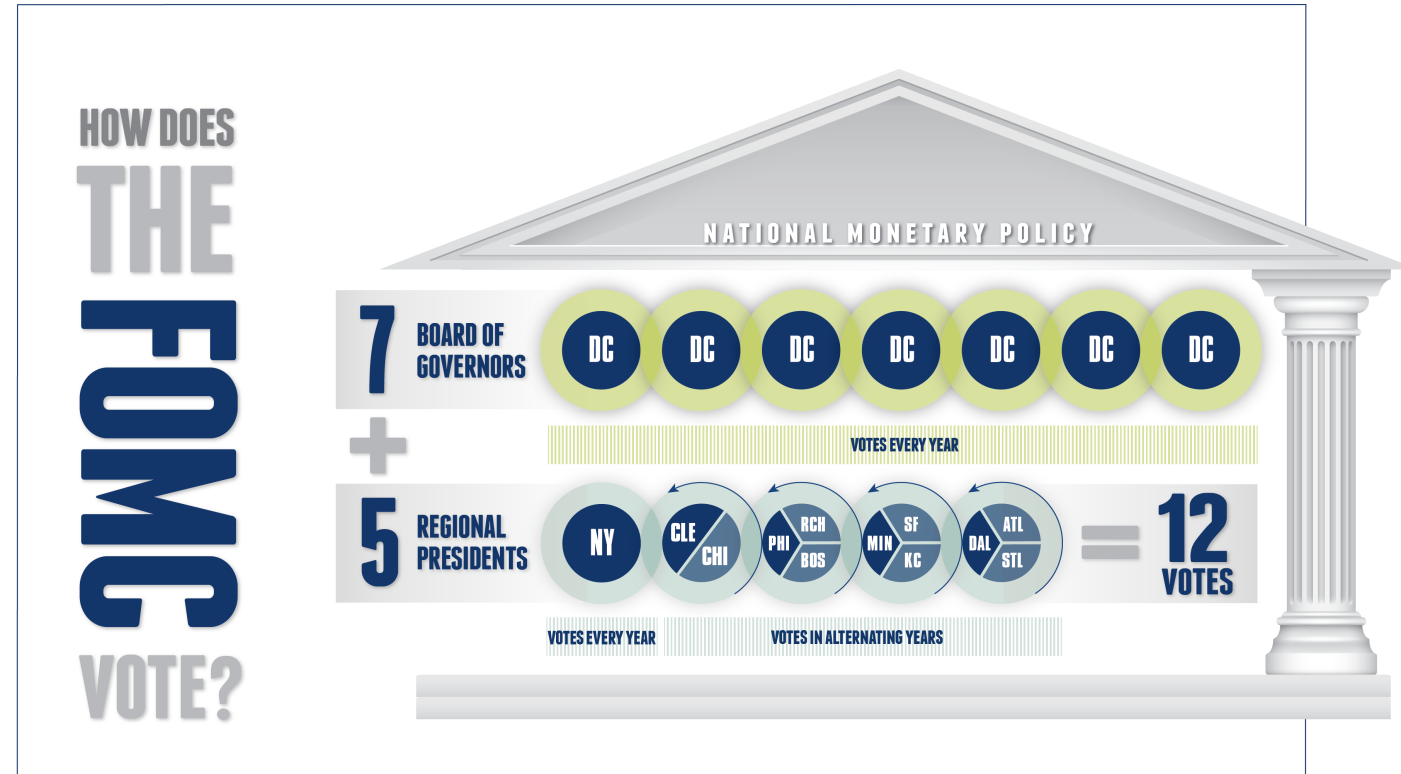 HOW DOES
THE
FOMC
VOTE?
NATIONAL MONETARY POLICY
7
BOARD OF
GOVERNORS
DC DC DC DC DC DC DC
VOTES EVERY YEAR
+
5
REGIONAL
PRESIDENTS
NY
CLE
CHI
PHI
RCH
BOS
MIN
SF
KC
DAL
ATL
STL
=
12
VOTES
VOTES EVERY YEAR
VOTES IN ALTERNATING YEARS